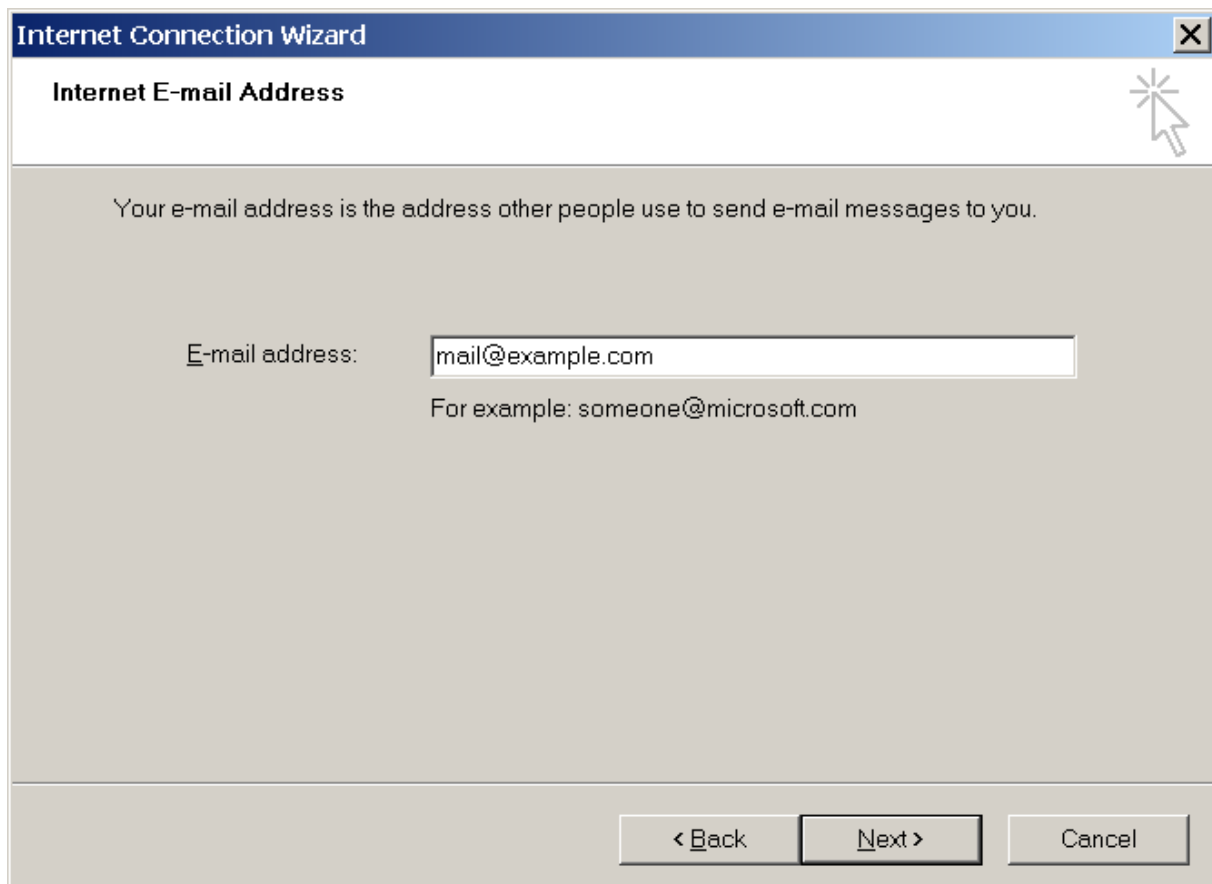 Internet Connection Wizard
Internet E-mail Address
Your e-mail address is the address other people use to send e-mail messages to you.
E-mail address: mail@example.com
For example: someone@microsoft.com
< Back Next > Cancel